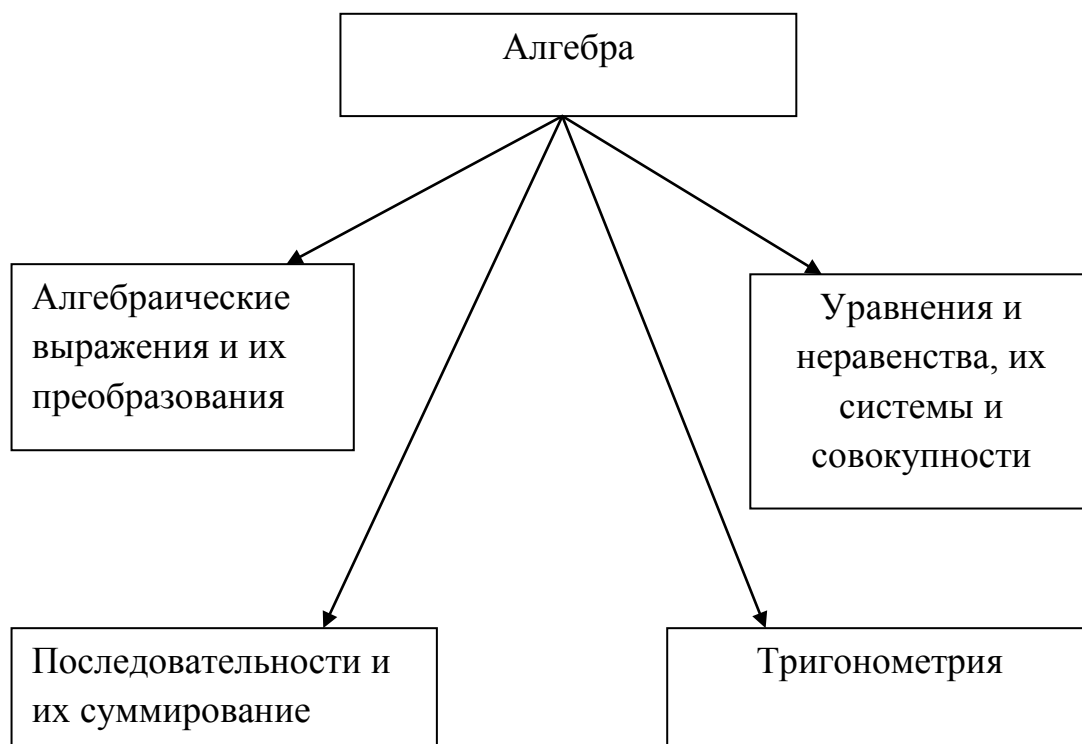 Алгебра
Алгебраические
выражения и их
преобразования
Уравнения и
неравенства, их
системы и
совокупности
Последовательности и
их суммирование
Тригонометрия